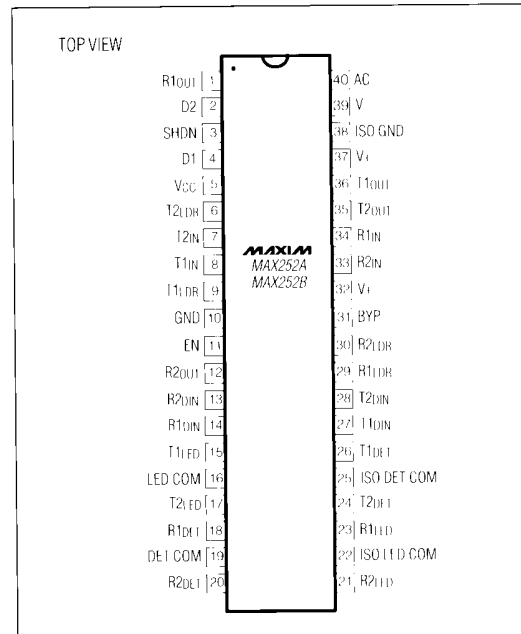 TOP VIEW
R1OUT 1
D2 2
SHDN 3
D1 4
VCC 5
T2LDR 6
T2IN 7
T1IN 8
T1LDR 9
GND 10
EN 11
R2OUT 12
R2DIN 13
R1DIN 14
T1LED 15
LED COM 16
T2LED 17
R1DET 18
DET COM 19
R2DET 20
MAXIM
MAX252A
MAX252B
40 AC
39 V
38 ISO GND
37 V+
36 T1OUT
35 T2OUT
34 R1IN
33 R2IN
32 V+
31 BYP
30 R2LDR
29 R1LDR
28 T2DIN
27 T1DIN
26 T1DET
25 ISO DET COM
24 T2DET
23 R1LED
22 ISO LED COM
21 R2LED